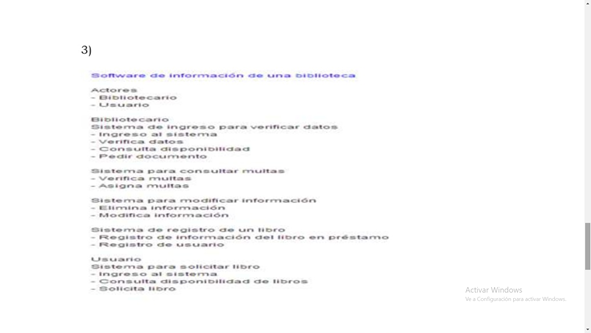 3)
Software de información de una biblioteca
Actores
- Bibliotecario
- Usuario
Bibliotecario
Sistema de ingreso para verificar datos
- Ingreso al sistema
- Verifica datos
- Consulta disponibilidad
- Pedir documento
Sistema para consultar multas
- Verifica multas
- Asigna multas
Sistema para modificar información
- Elimina información
- Modifica información
Sistema de registro de un libro
- Registro de información del libro en préstamo
- Registro de usuario
Usuario
Sistema para solicitar libro
- Ingreso al sistema
- Consulta disponibilidad de libros
- Solicita libro
Activar Windows
Ve a Configuración para activar Windows.